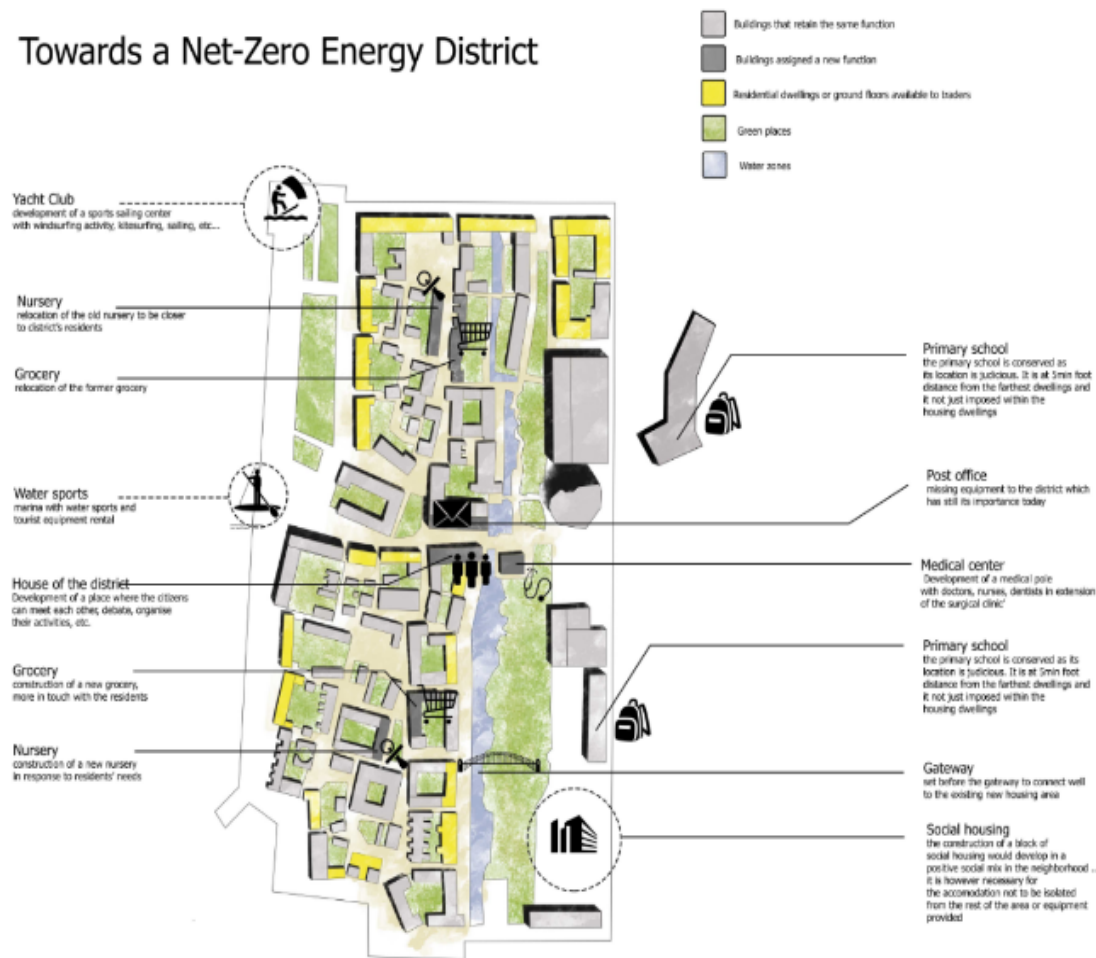 Towards a Net-Zero Energy District
Buildings that retain the same function
Buildings assigned a new function
Residential dwellings or ground floors available to traders
Green places
Water zones
Yacht Club
development of a sports sailing center
with windsurfing activity, kitesurfing, sailing, etc...
Nursery
relocation of the old nursery to be closer
to district's residents
Grocery
relocation of the former grocery
Water sports
marina with water sports and
tourist equipment rental
House of the district
Development of a place where the citizens
can meet each other, debate, organise
their activities, etc.
Grocery
construction of a new grocery,
more in touch with the residents
Nursery
construction of a new nursery
in response to residents' needs
Primary school
the primary school is conserved as
its location is judicious. It is at 5min foot
distance from the farthest dwellings and
it not just imposed within the
housing dwellings
Post office
missing equipment to the district which
has still its importance today
Medical center
Development of a medical pole
with doctors, nurses, dentists in extension
of the surgical clinic'
Primary school
the primary school is conserved as its
location is judicious. It is at 5min foot
distance from the farthest dwellings and
it not just imposed within the
housing dwellings
Gateway
set before the gateway to connect well
to the existing new housing area
Social housing
the construction of a block of
social housing would develop in a
positive social mix in the neighborhood ..
it is however necessary for
the accomodation not to be isolated
from the rest of the area or equipment
provided